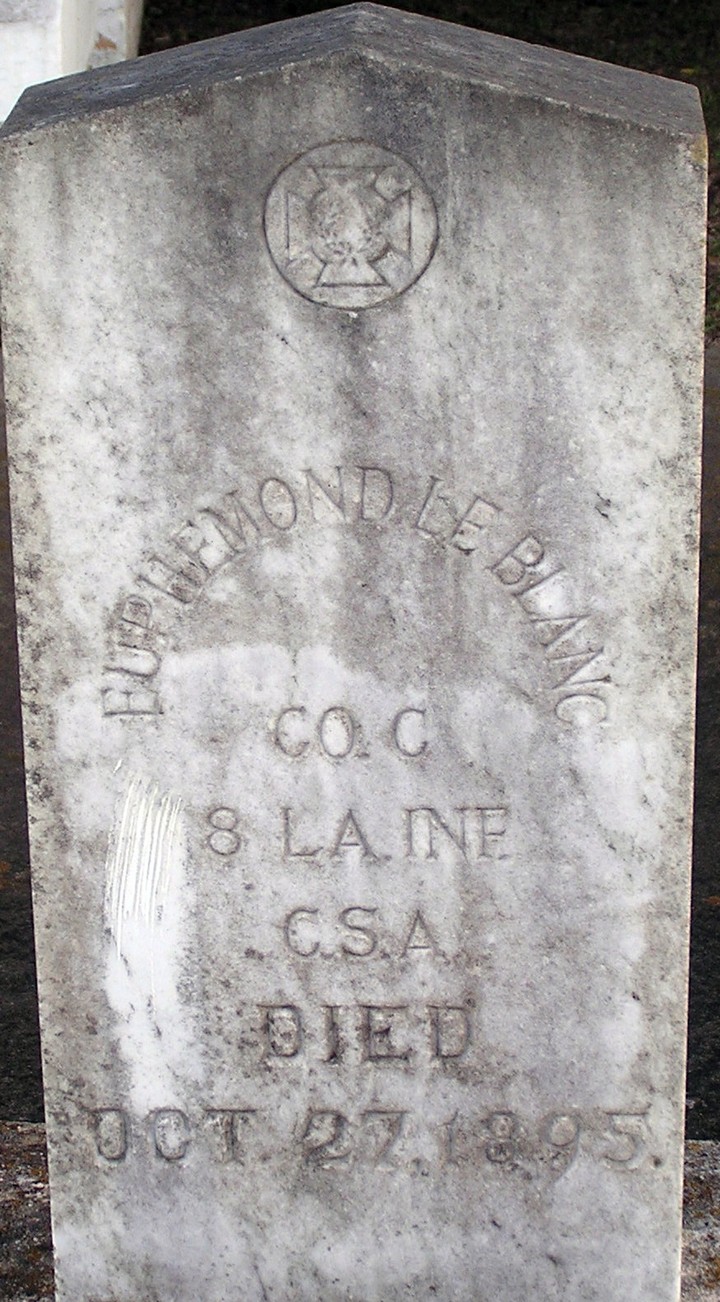 EUPHEMOND LE BLANC
CO. C
8 LA. INF.
C.S.A.
DIED
OCT. 27, 1895.